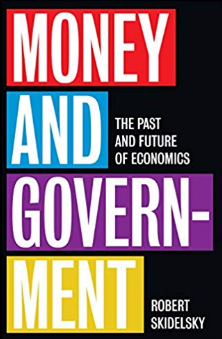 MONEY
AND
THE PAST
AND FUTURE
OF ECONOMICS
GOVERN-
MENT
ROBERT
SKIDELSKY